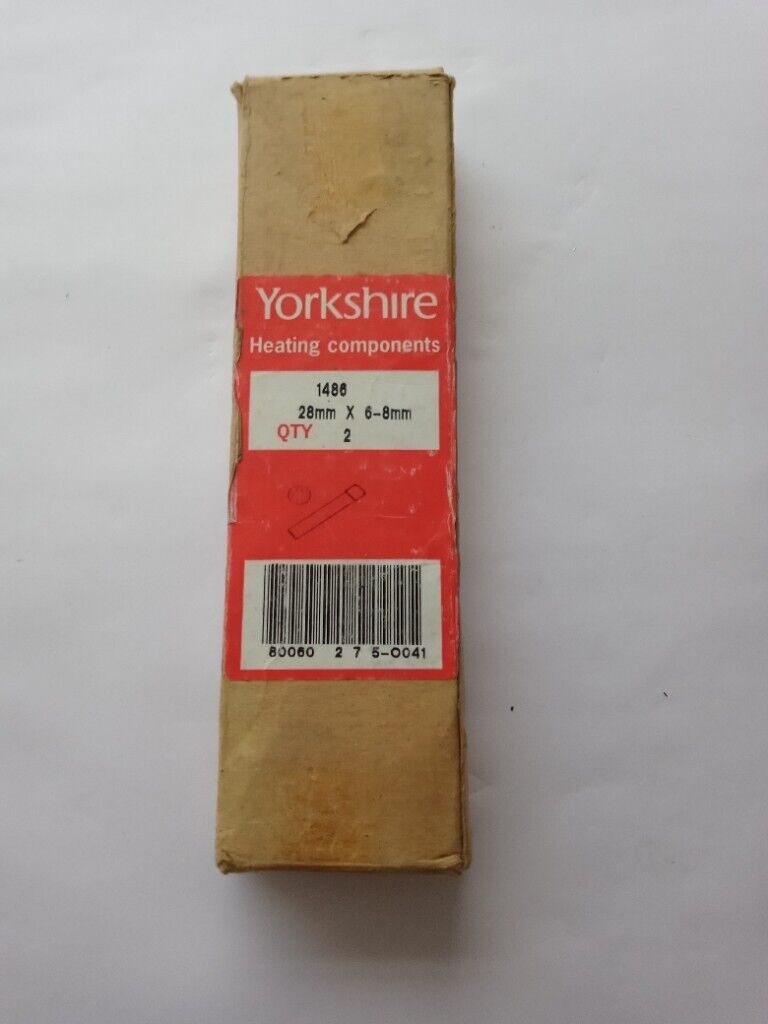 Yorkshire
Heating components
1486
28mm X 6-8mm
QTY 2
80060 2 7 5-0041